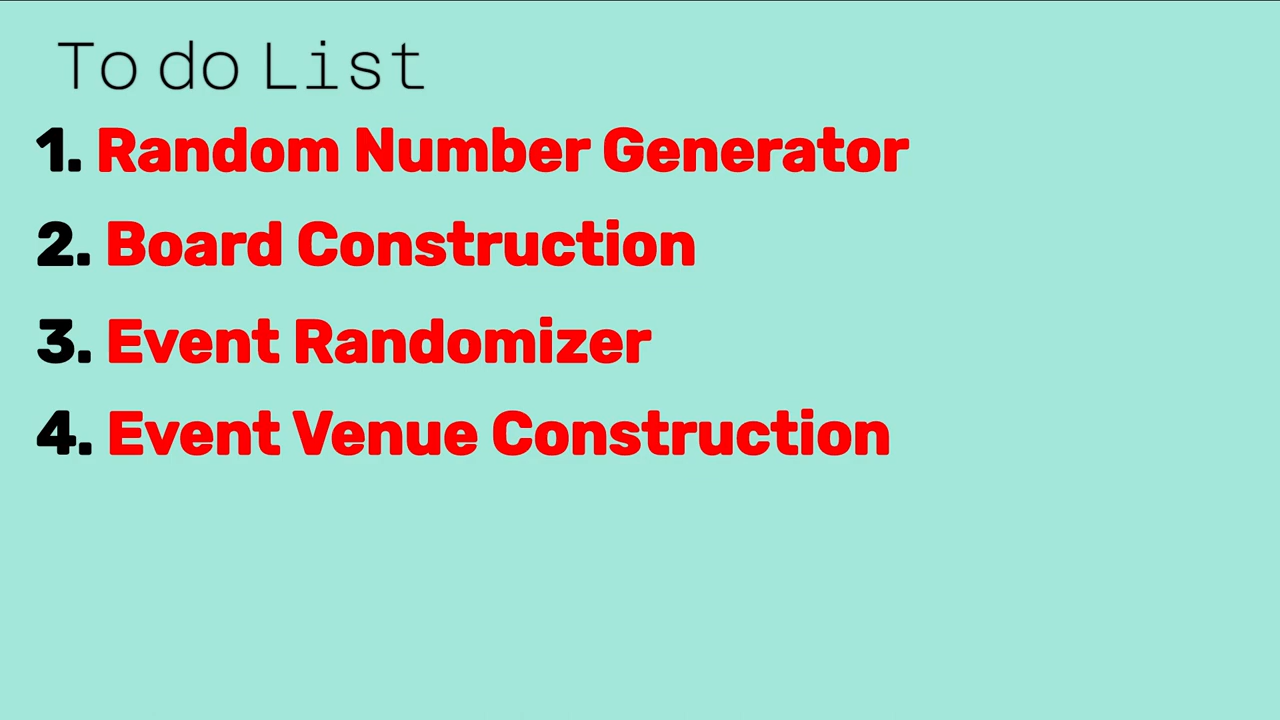 To do List
1. Random Number Generator
2. Board Construction
3. Event Randomizer
4. Event Venue Construction